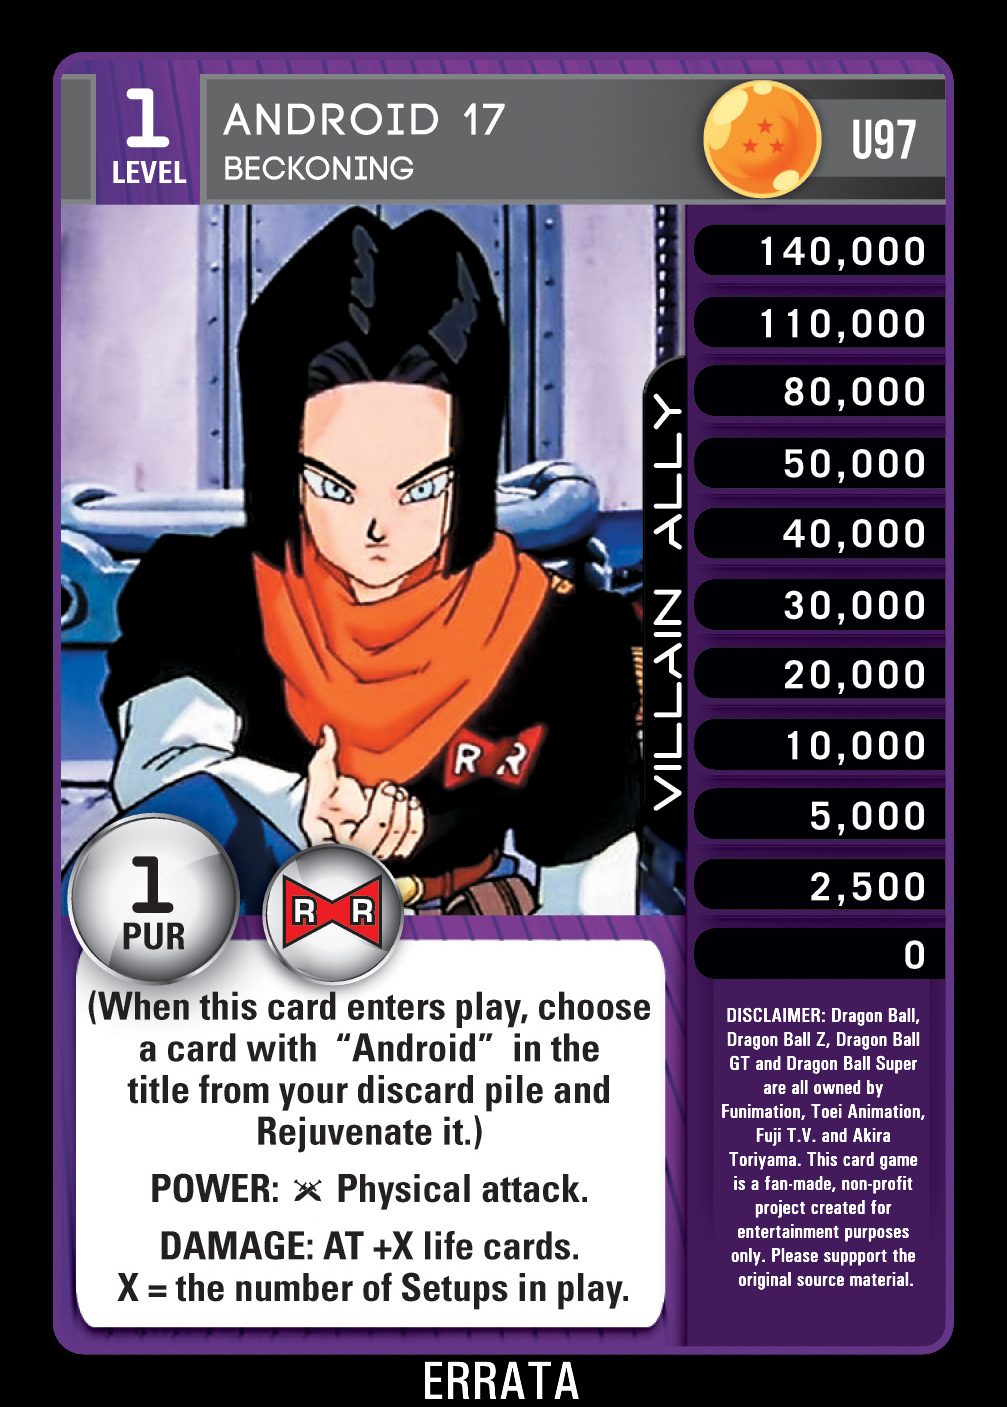 1
LEVEL
ANDROID 17
BECKONING
U97
140,000
110,000
80,000
50,000
40,000
30,000
20,000
10,000
5,000
2,500
0
VILLAIN ALLY
R R
1
PUR
R R
(When this card enters play, choose
a card with “Android” in the
title from your discard pile and
Rejuvenate it.)
POWER: Physical attack.
DAMAGE: AT +X life cards.
X = the number of Setups in play.
DISCLAIMER: Dragon Ball,
Dragon Ball Z, Dragon Ball
GT and Dragon Ball Super
are all owned by
Funimation, Toei Animation,
Fuji T.V. and Akira
Toriyama. This card game
is a fan-made, non-profit
project created for
entertainment purposes
only. Please suppport the
original source material.
ERRATA